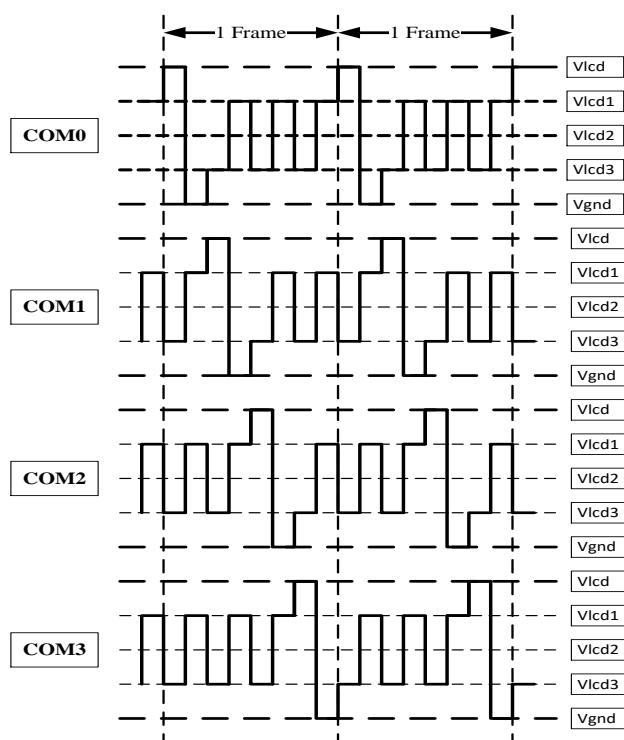 1 Frame 1 Frame
Vlcd
Vlcd1
COM0
Vlcd2
Vlcd3
Vgnd
Vlcd
Vlcd1
COM1
Vlcd2
Vlcd3
Vgnd
Vlcd
Vlcd1
COM2
Vlcd2
Vlcd3
Vgnd
Vlcd
Vlcd1
COM3
Vlcd2
Vlcd3
Vgnd